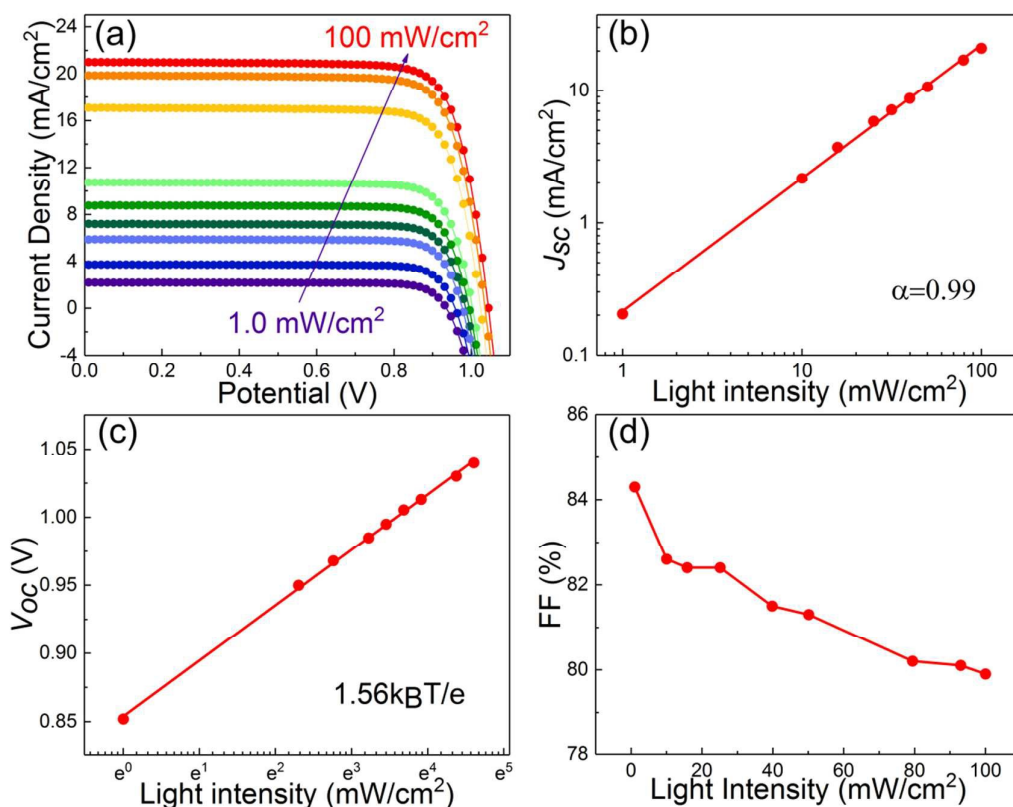 (a)
100 mW/cm²
1.0 mW/cm²
24
20
16
12
8
4
0
-4
Current Density (mA/cm²)
0.0 0.2 0.4 0.6 0.8 1.0
Potential (V)
(b)
α=0.99
10
1
0.1
Jsc (mA/cm²)
1 10 100
Light intensity (mW/cm²)
(c)
1.56kBT/e
1.05
1.00
0.95
0.90
0.85
Voc (V)
e⁰ e¹ e² e³ e⁴ e⁵
Light intensity (mW/cm²)
(d)
86
84
82
80
78
FF (%)
0 20 40 60 80 100
Light Intensity (mW/cm²)